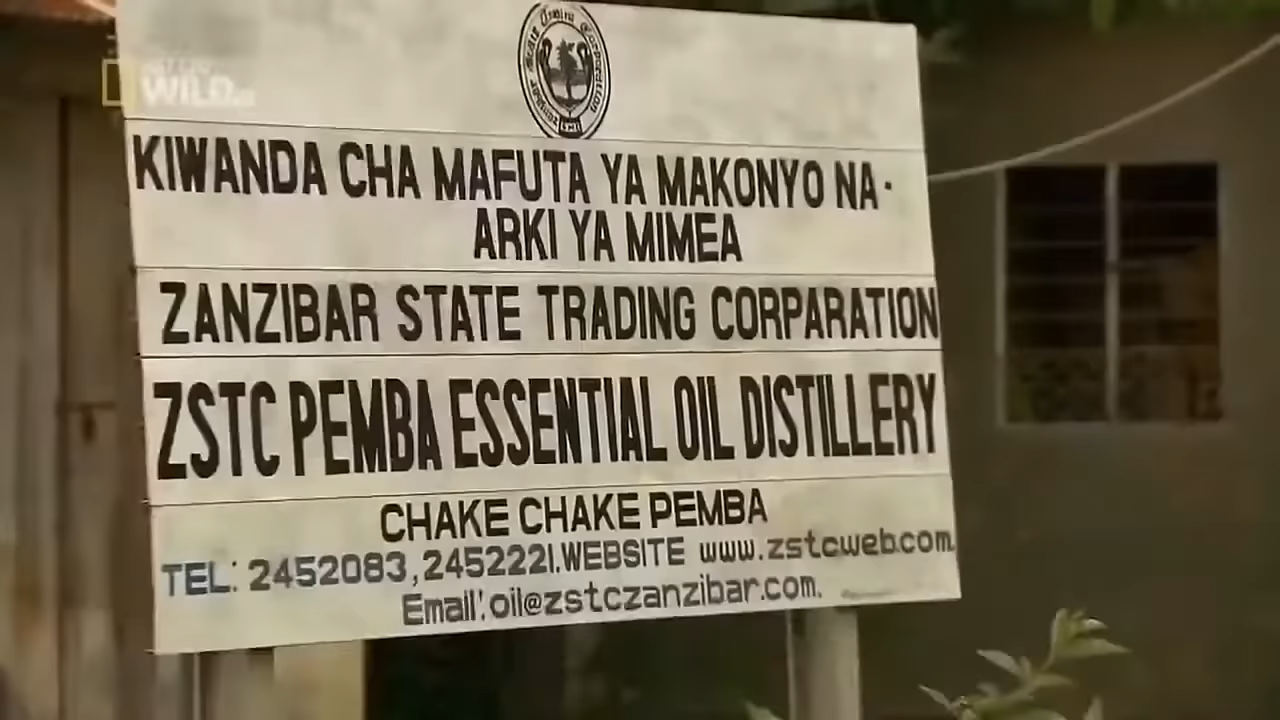 WILD
KIWANDA CHA MAFUTA YA MAKONYO NA-
ARKI YA MIMEA
ZANZIBAR STATE TRADING CORPARATION
ZSTC PEMBA ESSENTIAL OIL DISTILLERY
CHAKE CHAKE PEMBA
TEL: 2452083, 2452221. WEBSITE www.zstcweb.com
Email: oil@zstczanzibar.com.